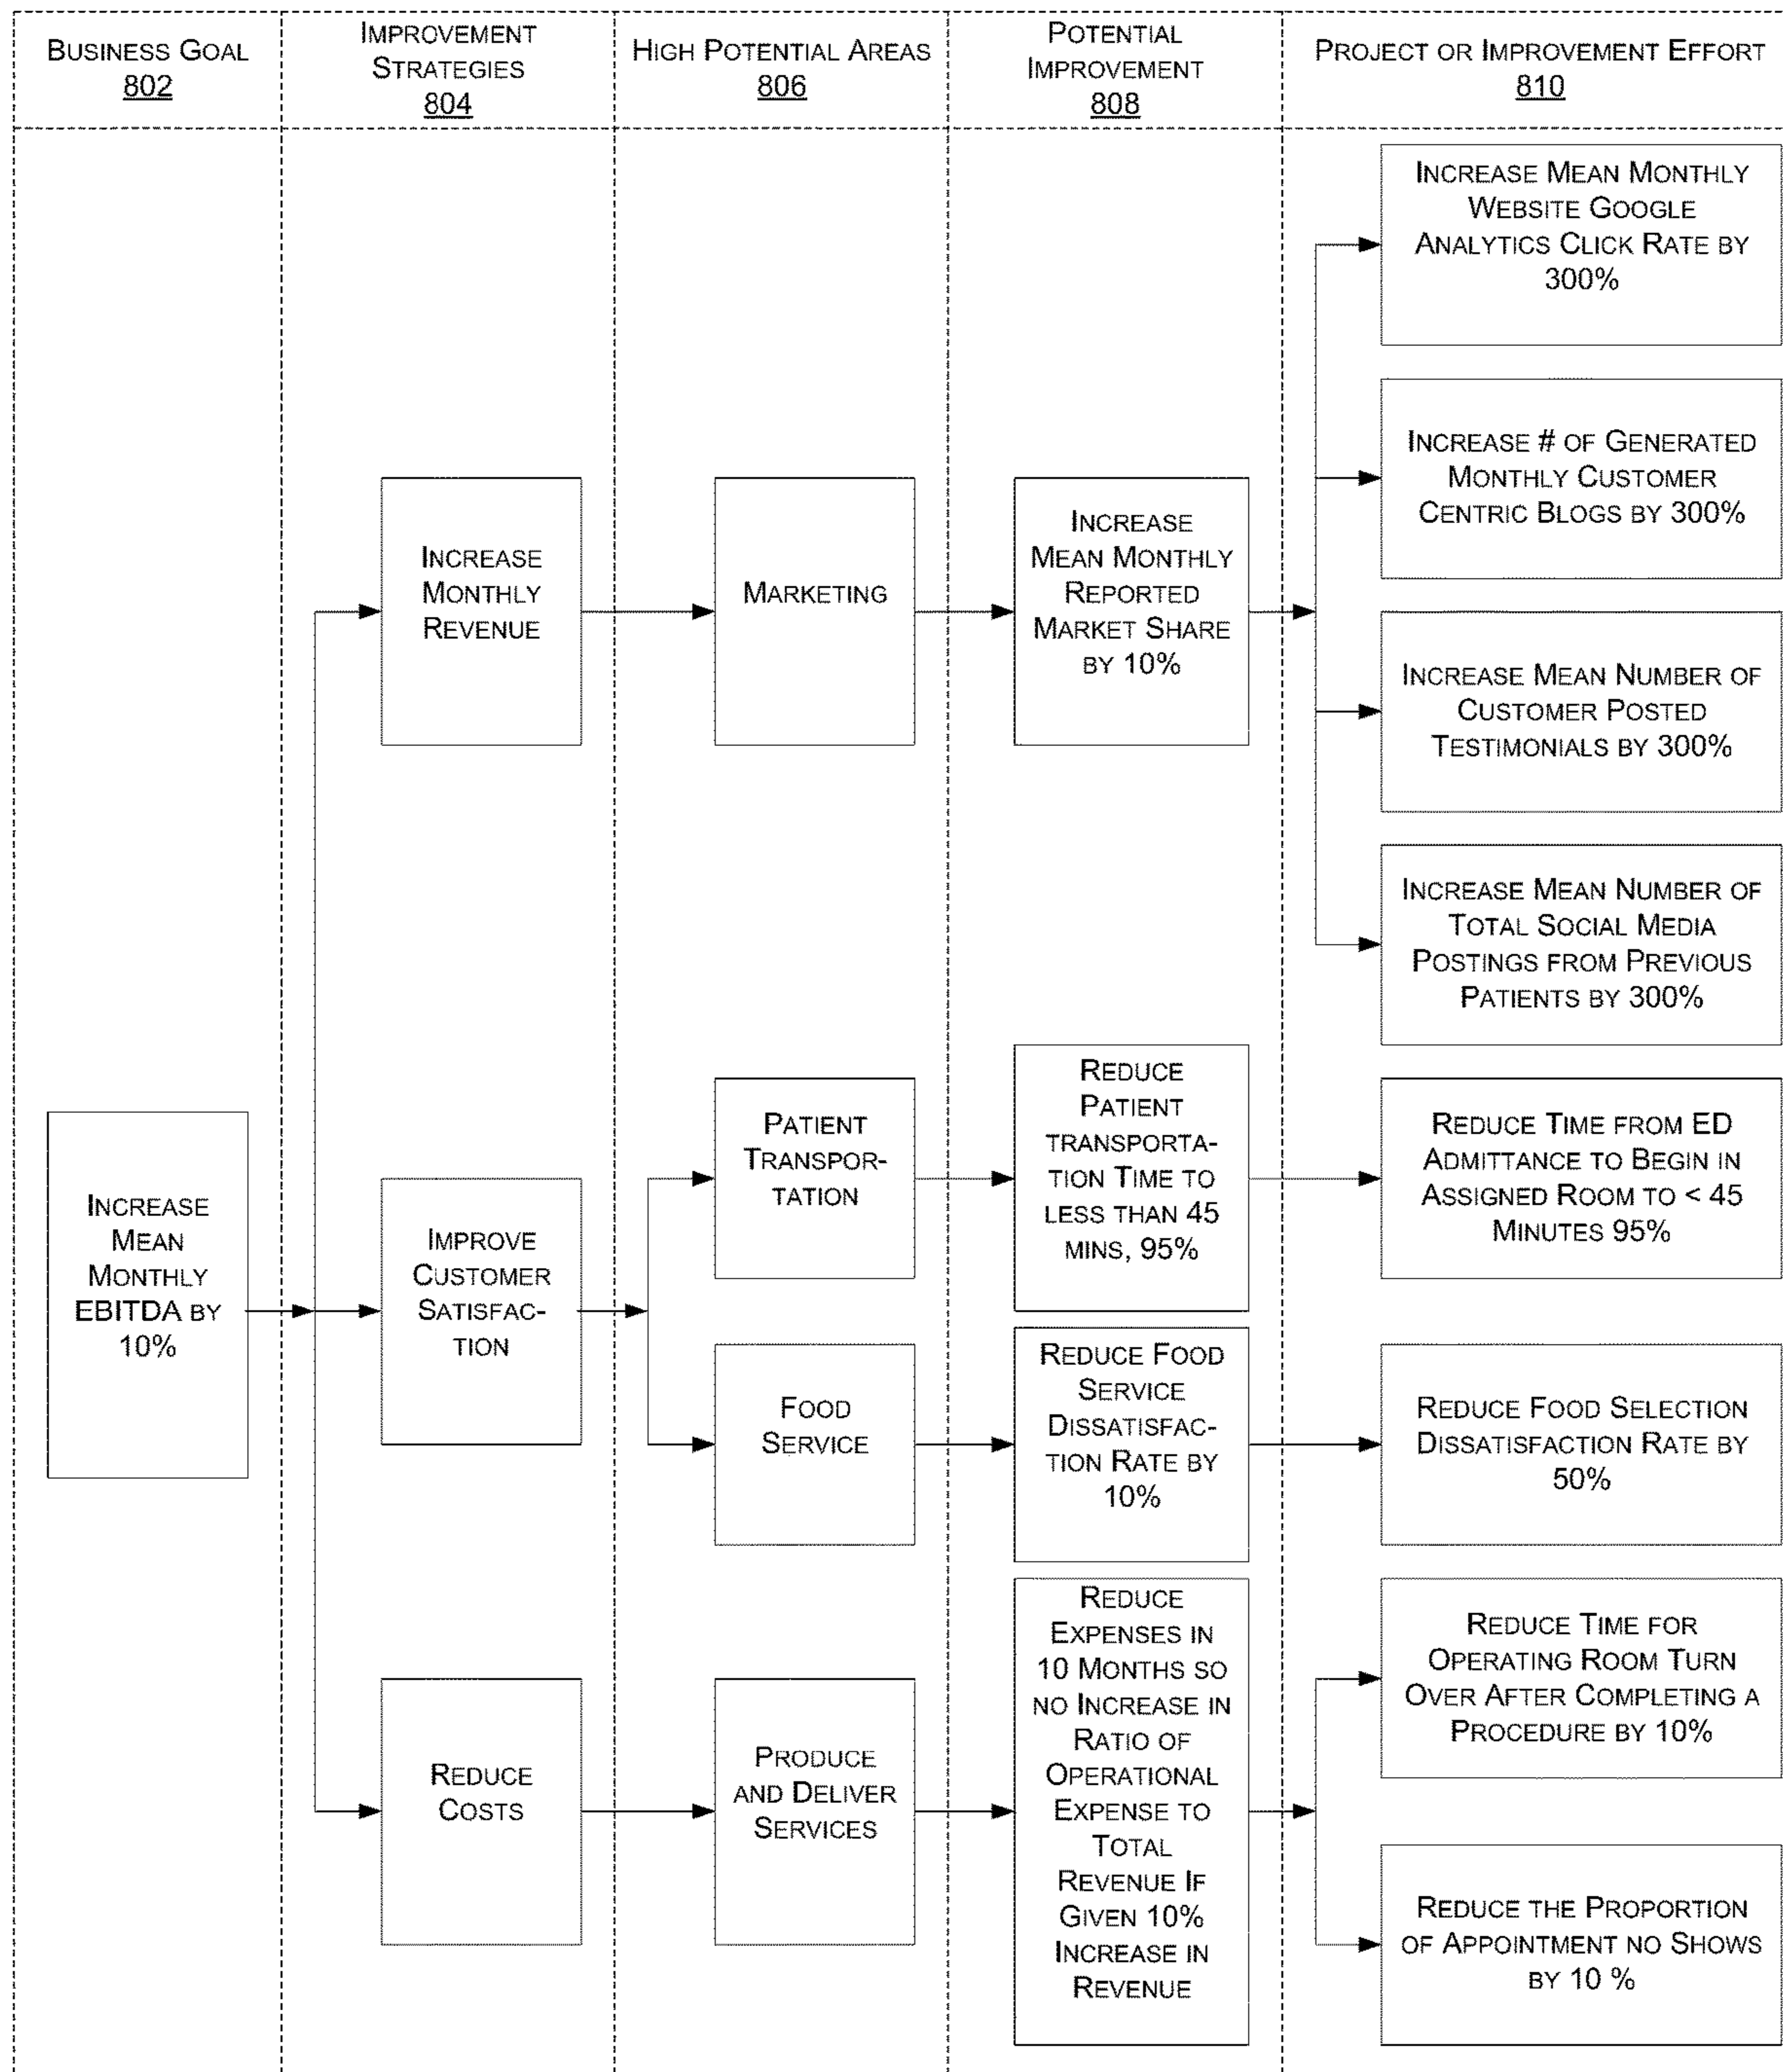 BUSINESS GOAL
802
IMPROVEMENT
STRATEGIES
804
HIGH POTENTIAL AREAS
806
POTENTIAL
IMPROVEMENT
808
PROJECT OR IMPROVEMENT EFFORT
810
INCREASE
MEAN
MONTHLY
EBITDA BY
10%
INCREASE
MONTHLY
REVENUE
MARKETING
INCREASE
MEAN MONTHLY
REPORTED
MARKET SHARE
BY 10%
INCREASE MEAN MONTHLY
WEBSITE GOOGLE
ANALYTICS CLICK RATE BY
300%
INCREASE # OF GENERATED
MONTHLY CUSTOMER
CENTRIC BLOGS BY 300%
INCREASE MEAN NUMBER OF
CUSTOMER POSTED
TESTIMONIALS BY 300%
INCREASE MEAN NUMBER OF
TOTAL SOCIAL MEDIA
POSTINGS FROM PREVIOUS
PATIENTS BY 300%
IMPROVE
CUSTOMER
SATISFAC-
TION
PATIENT
TRANSPOR-
TATION
REDUCE
PATIENT
TRANSPORTA-
TION TIME TO
LESS THAN 45
MINS, 95%
REDUCE TIME FROM ED
ADMITTANCE TO BEGIN IN
ASSIGNED ROOM TO < 45
MINUTES 95%
FOOD
SERVICE
REDUCE FOOD
SERVICE
DISSATISFAC-
TION RATE BY
10%
REDUCE FOOD SELECTION
DISSATISFACTION RATE BY
50%
REDUCE
COSTS
PRODUCE
AND DELIVER
SERVICES
REDUCE
EXPENSES IN
10 MONTHS SO
NO INCREASE IN
RATIO OF
OPERATIONAL
EXPENSE TO
TOTAL
REVENUE IF
GIVEN 10%
INCREASE IN
REVENUE
REDUCE TIME FOR
OPERATING ROOM TURN
OVER AFTER COMPLETING A
PROCEDURE BY 10%
REDUCE THE PROPORTION
OF APPOINTMENT NO SHOWS
BY 10 %